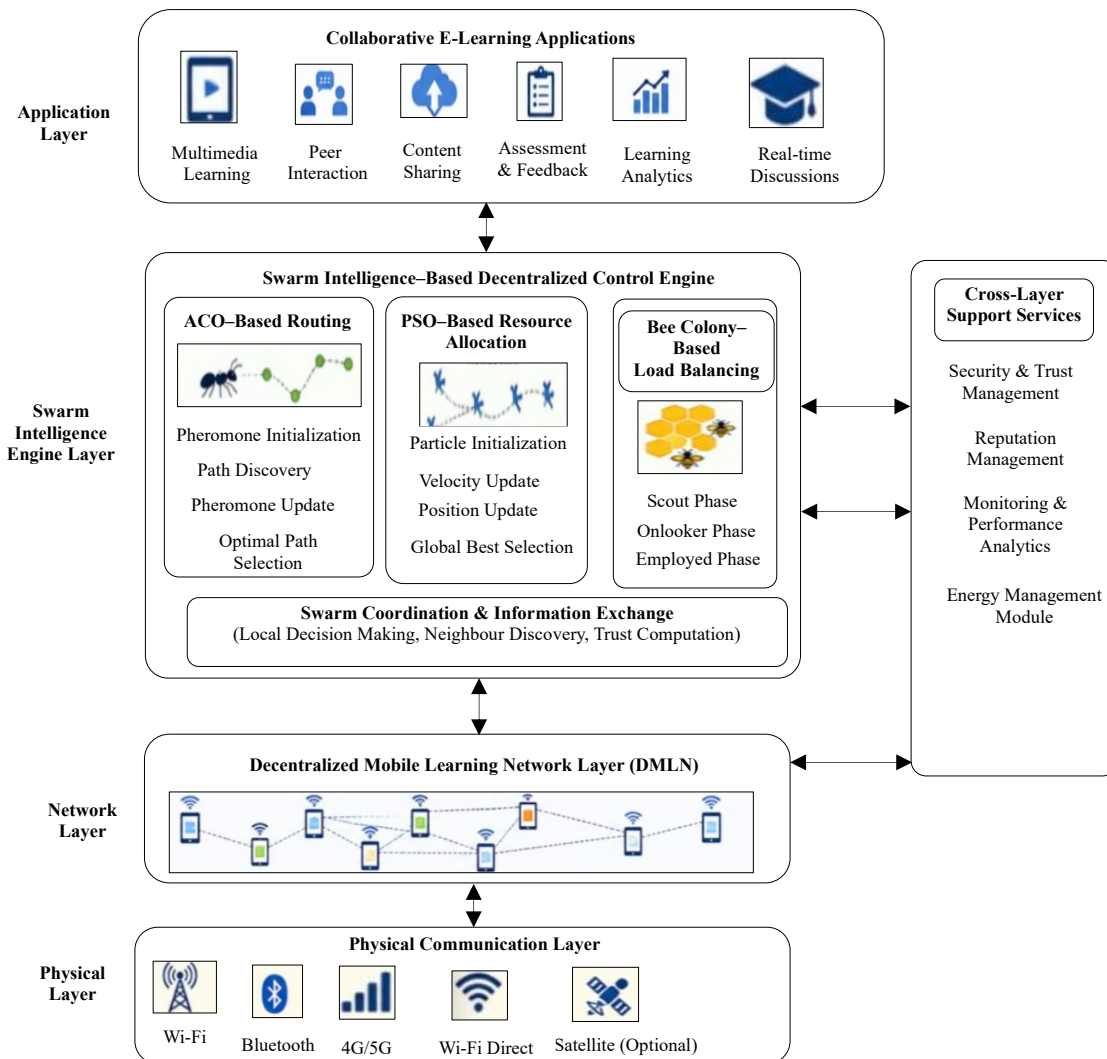 Collaborative E-Learning Applications
Application
Layer
Multimedia
Learning
Peer
Interaction
Content
Sharing
Assessment
& Feedback
Learning
Analytics
Real-time
Discussions
Swarm Intelligence–Based Decentralized Control Engine
Swarm
Intelligence
Engine Layer
ACO–Based Routing
Pheromone Initialization
Path Discovery
Pheromone Update
Optimal Path
Selection
PSO–Based Resource
Allocation
Particle Initialization
Velocity Update
Position Update
Global Best Selection
Bee Colony–
Based
Load Balancing
Scout Phase
Onlooker Phase
Employed Phase
Swarm Coordination & Information Exchange
(Local Decision Making, Neighbour Discovery, Trust Computation)
Cross-Layer
Support Services
Security & Trust
Management
Reputation
Management
Monitoring &
Performance
Analytics
Energy Management
Module
Decentralized Mobile Learning Network Layer (DMLN)
Network
Layer
Physical Communication Layer
Physical
Layer
Wi-Fi
Bluetooth
4G/5G
Wi-Fi Direct
Satellite (Optional)